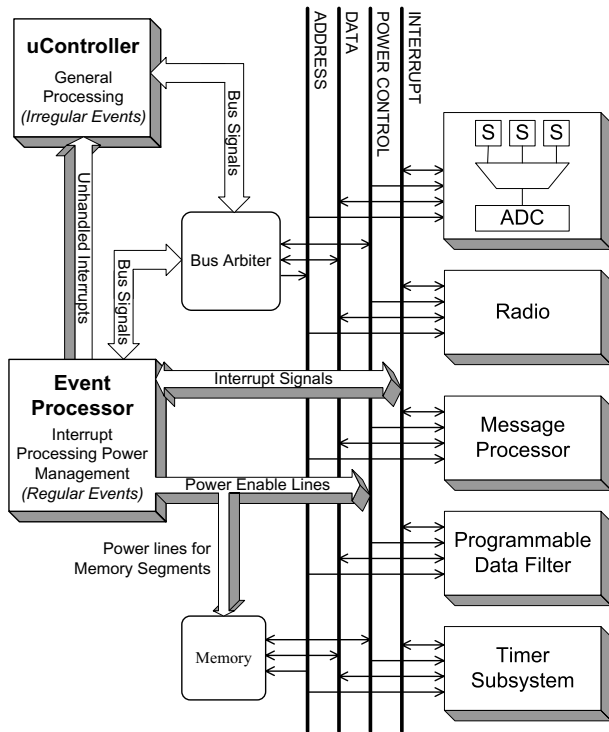 uController
General
Processing
(Irregular Events)
Bus Signals
ADDRESS
DATA
POWER CONTROL
INTERRUPT
S S S
ADC
Unhandled Interrupts
Bus Signals
Bus Arbiter
Radio
Event
Processor
Interrupt
Processing Power
Management
(Regular Events)
Interrupt Signals
Power Enable Lines
Message
Processor
Power lines for
Memory Segments
Programmable
Data Filter
Memory
Timer
Subsystem